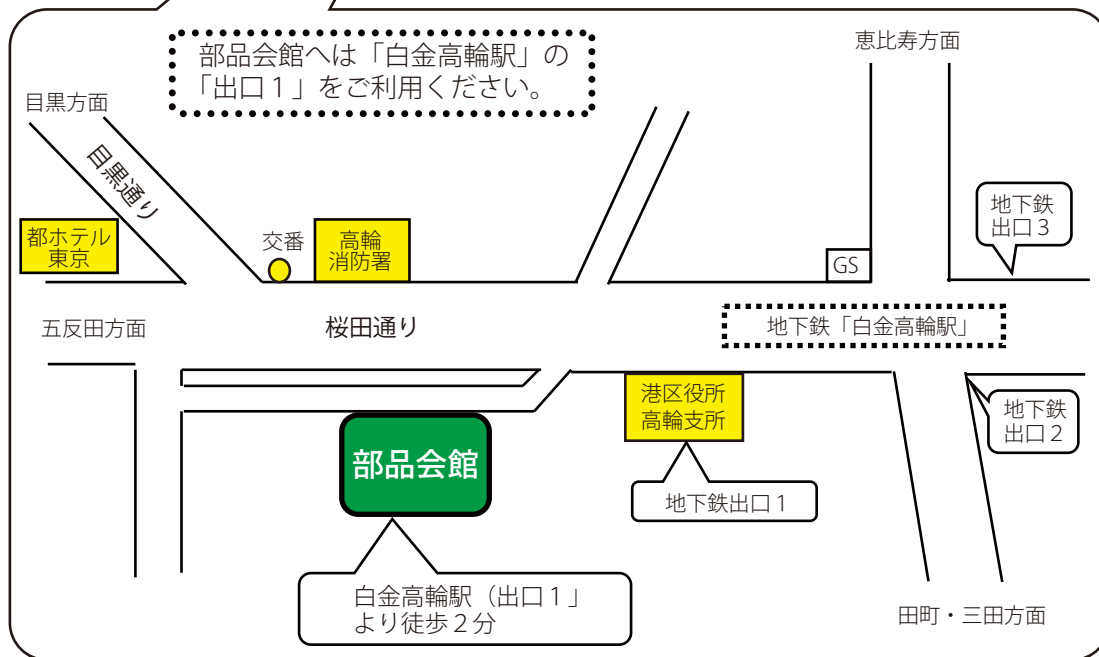 部品会館へは「白金高輪駅」の
「出口１」をご利用ください。
恵比寿方面
目黒方面
目黒通り
地下鉄
出口３
都ホテル
東京
交番
高輪
消防署
GS
五反田方面
桜田通り
地下鉄「白金高輪駅」
港区役所
高輪支所
地下鉄
出口２
部品会館
地下鉄出口１
白金高輪駅（出口１」
より徒歩２分
田町・三田方面